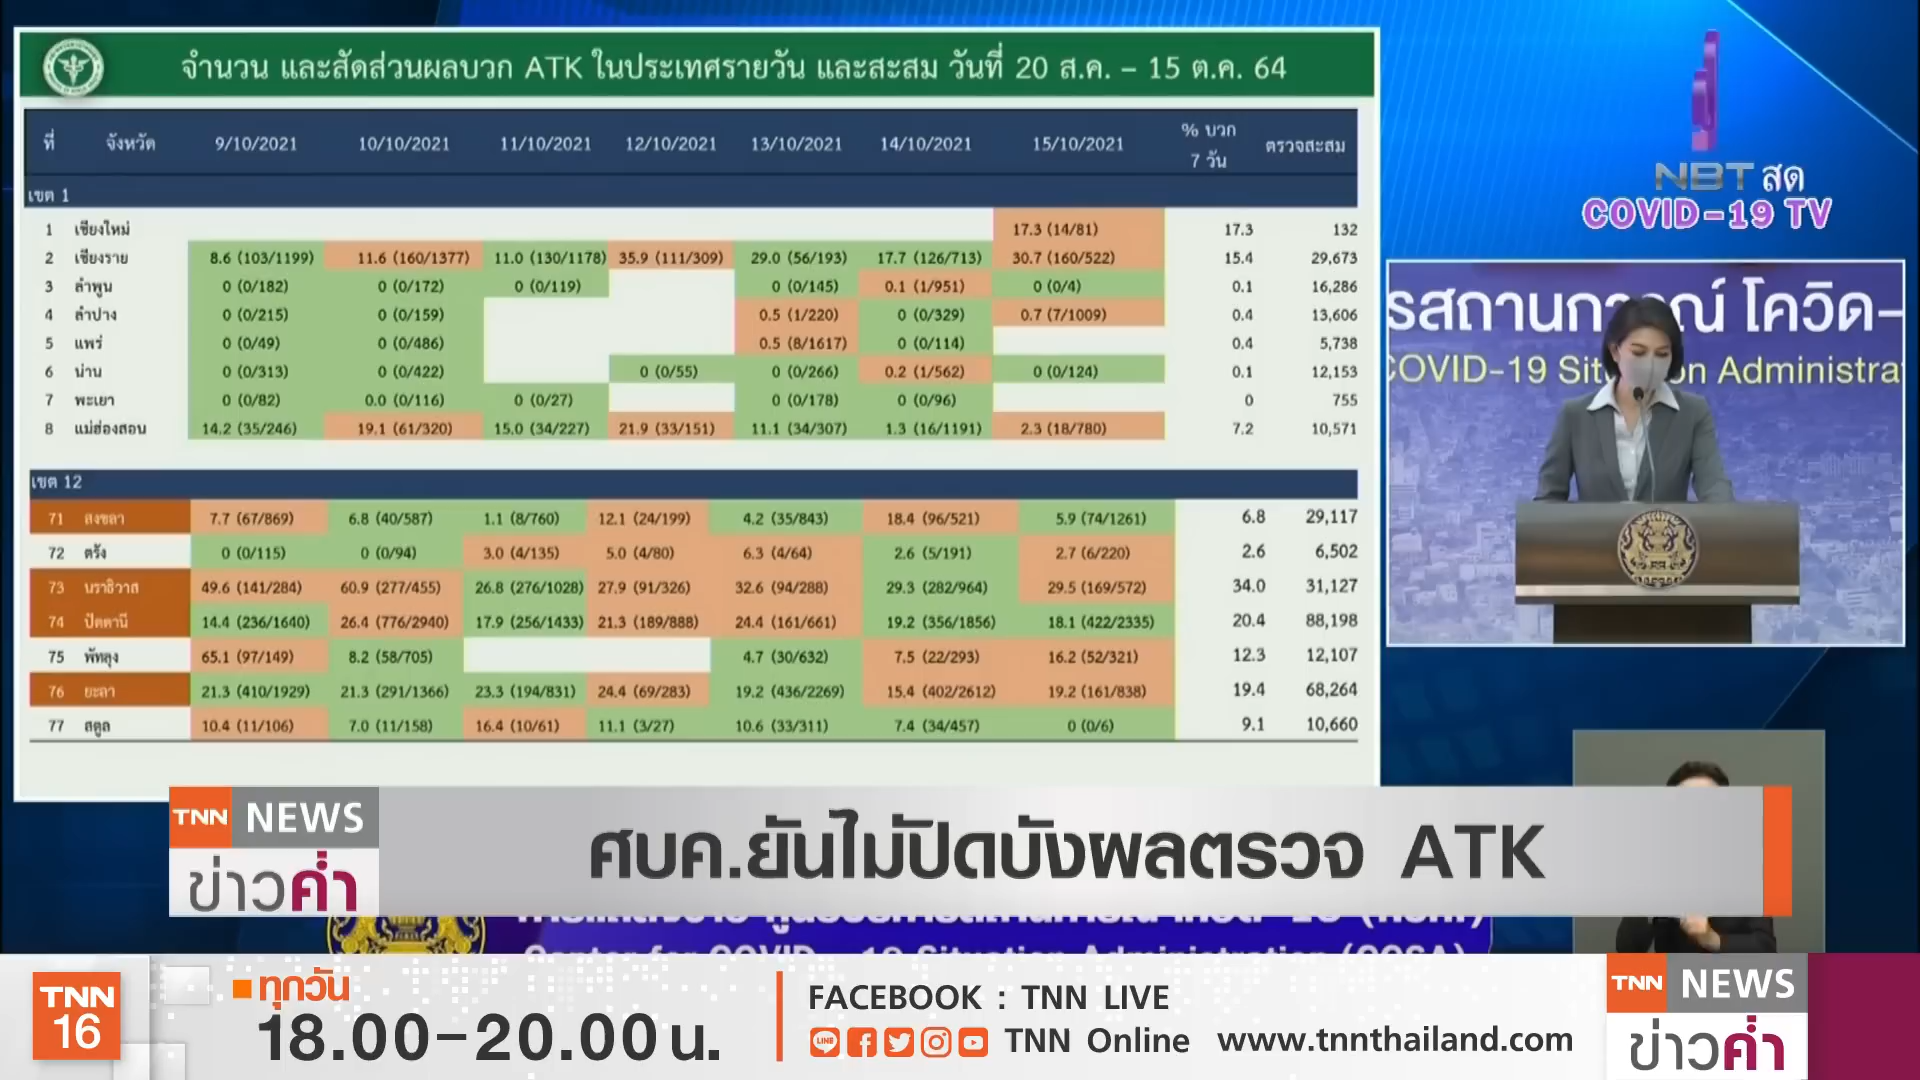 จำนวน และสัดส่วนผลบวก ATK ในประเทศรายวัน และสะสม วันที่ 20 ส.ค. – 15 ต.ค. 64
ที่ จังหวัด 9/10/2021 10/10/2021 11/10/2021 12/10/2021 13/10/2021 14/10/2021 15/10/2021 % บวก 7 วัน ตรวจสะสม
เขต 1
1 เชียงใหม่ 17.3 (14/81) 17.3 132
2 เชียงราย 8.6 (103/1199) 11.6 (160/1377) 11.0 (130/1178) 35.9 (111/309) 29.0 (56/193) 17.7 (126/713) 30.7 (160/522) 15.4 29,673
3 ลำพูน 0 (0/182) 0 (0/172) 0 (0/119) 0 (0/145) 0.1 (1/951) 0 (0/4) 0.1 16,286
4 ลำปาง 0 (0/215) 0 (0/159) 0.5 (1/220) 0 (0/329) 0.7 (7/1009) 0.4 13,606
5 แพร่ 0 (0/49) 0 (0/486) 0.5 (8/1617) 0 (0/114) 0.4 5,738
6 น่าน 0 (0/313) 0 (0/422) 0 (0/55) 0 (0/266) 0.2 (1/562) 0 (0/124) 0.1 12,153
7 พะเยา 0 (0/82) 0.0 (0/116) 0 (0/27) 0 (0/178) 0 (0/96) 0 755
8 แม่ฮ่องสอน 14.2 (35/246) 19.1 (61/320) 15.0 (34/227) 21.9 (33/151) 11.1 (34/307) 1.3 (16/1191) 2.3 (18/780) 7.2 10,571
เขต 12
71 สงขลา 7.7 (67/869) 6.8 (40/587) 1.1 (8/760) 12.1 (24/199) 4.2 (35/843) 18.4 (96/521) 5.9 (74/1261) 6.8 29,117
72 ตรัง 0 (0/115) 0 (0/94) 3.0 (4/135) 5.0 (4/80) 6.3 (4/64) 2.6 (5/191) 2.7 (6/220) 2.6 6,502
73 นราธิวาส 49.6 (141/284) 60.9 (277/455) 26.8 (276/1028) 27.9 (91/326) 32.6 (94/288) 29.3 (282/964) 29.5 (169/572) 34.0 31,127
74 ปัตตานี 14.4 (236/1640) 26.4 (776/2940) 17.9 (256/1433) 21.3 (189/888) 24.4 (161/661) 19.2 (356/1856) 18.1 (422/2335) 20.4 88,198
75 พัทลุง 65.1 (97/149) 8.2 (58/705) 4.7 (30/632) 7.5 (22/293) 16.2 (52/321) 12.3 12,107
76 ยะลา 21.3 (410/1929) 21.3 (291/1366) 23.3 (194/831) 24.4 (69/283) 19.2 (436/2269) 15.4 (402/2612) 19.2 (161/838) 19.4 68,264
77 สตูล 10.4 (11/106) 7.0 (11/158) 16.4 (10/61) 11.1 (3/27) 10.6 (33/311) 7.4 (34/457) 0 (0/6) 9.1 10,660
NBT สด
COVID-19 TV
รสถานการณ์ โควิด-
COVID-19 Situation Administra
TNN NEWS
ข่าวค่ำ
ศบค.ยันไม่ปิดบังผลตรวจ ATK
Center for COVID – 19 Situation Administration (CCSA)
TNN
16
ทุกวัน
18.00-20.00 น.
FACEBOOK : TNN LIVE
LINE TNN Online www.tnnthailand.com
TNN NEWS
ข่าวค่ำ